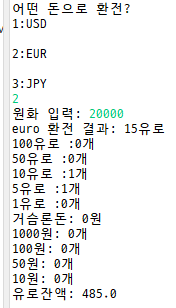 어떤 돈으로 환전?
1:USD
2:EUR
3:JPY
2
원화 입력: 20000
euro 환전 결과: 15유로
100유로 :0개
50유로 :0개
10유로 :1개
5유로 :1개
1유로 :0개
거슴론돈: 0원
1000원: 0개
100원: 0개
50원: 0개
10원: 0개
유로잔액: 485.0